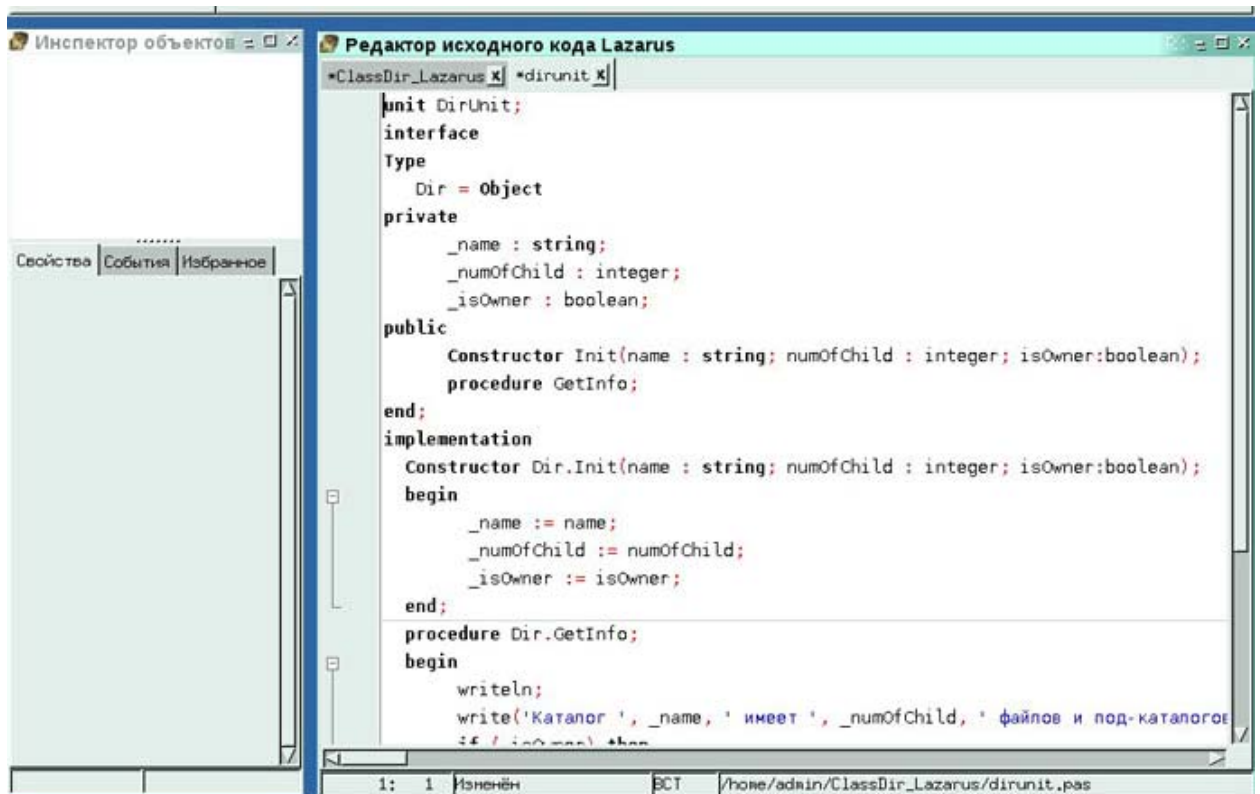 Инспектор объектов
Свойства События Избранное
Редактор исходного кода Lazarus
*ClassDir_Lazarus *dirunit
unit DirUnit;
interface
Type
Dir = Object
private
_name : string;
_numOfChild : integer;
_isOwner : boolean;
public
Constructor Init(name : string; numOfChild : integer; isOwner:boolean);
procedure GetInfo;
end;
implementation
Constructor Dir.Init(name : string; numOfChild : integer; isOwner:boolean);
begin
_name := name;
_numOfChild := numOfChild;
_isOwner := isOwner;
end;
procedure Dir.GetInfo;
begin
writeln;
write('Каталог ', _name, ' имеет ', _numOfChild, ' файлов и под-каталогов
1: 1 Изменён ВСТ /home/admin/ClassDir_Lazarus/dirunit.pas